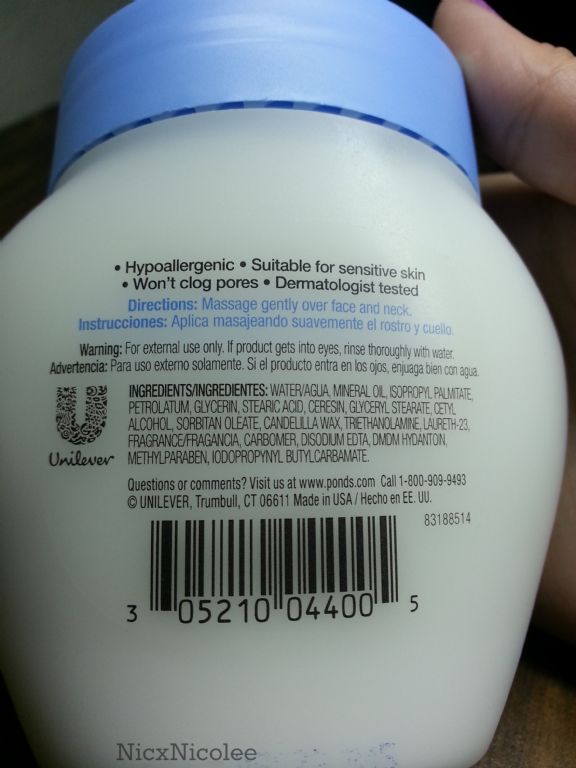 • Hypoallergenic • Suitable for sensitive skin
• Won't clog pores • Dermatologist tested
Directions: Massage gently over face and neck.
Instrucciones: Aplica masajeando suavemente el rostro y cuello.
Warning: For external use only. If product gets into eyes, rinse thoroughly with water.
Advertencia: Para uso externo solamente. Si el producto entra en los ojos, enjuaga bien con agua.
INGREDIENTS/INGREDIENTES: WATER/AGUA, MINERAL OIL, ISOPROPYL PALMITATE,
PETROLATUM, GLYCERIN, STEARIC ACID, CERESIN, GLYCERYL STEARATE, CETYL
ALCOHOL, SORBITAN OLEATE, CANDELILLA WAX, TRIETHANOLAMINE, LAURETH-23,
FRAGRANCE/FRAGANCIA, CARBOMER, DISODIUM EDTA, DMDM HYDANTOIN,
METHYLPARABEN, IODOPROPYNYL BUTYLCARBAMATE.
Unilever
Questions or comments? Visit us at www.ponds.com Call 1-800-909-9493
© UNILEVER, Trumbull, CT 06611 Made in USA / Hecho en EE. UU.
83188514
3 05210 04400 5
NicxNicolee